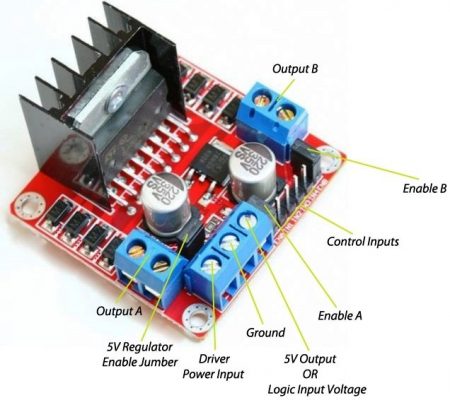 Output B
Enable B
Control Inputs
Enable A
Output A
5V Regulator
Enable Jumber
Driver
Power Input
Ground
5V Output
OR
Logic Input Voltage